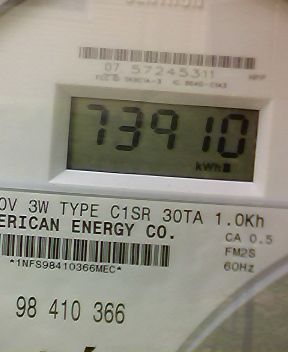 07 57245311
73910
kWh
0V 3W TYPE C1SR 30TA 1.0Kh
ERICAN ENERGY CO.
CA 0.5
FM2S
*1NFS98410366MEC*
60Hz
98 410 366